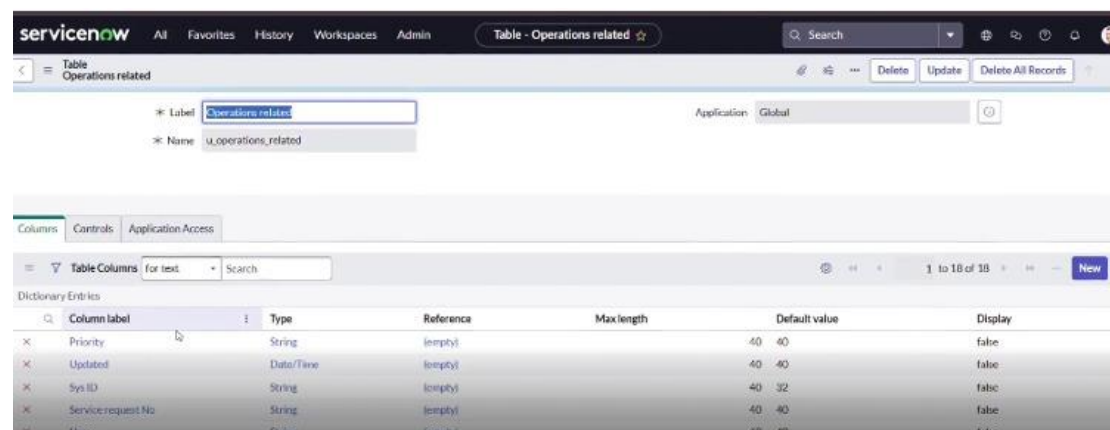 servicenow All Favorites History Workspaces Admin Table - Operations related Search
Table
Operations related
Delete Update Delete All Records
* Label Operations related Application Global
* Name u_operations_related
Columns Controls Application Access
Table Columns for text Search 1 to 18 of 18 New
Dictionary Entries
Column label Type Reference Max length Default value Display
Priority String (empty) 40 40 false
Updated Date/Time (empty) 40 40 false
Sys ID String (empty) 40 32 false
Service request No String (empty) 40 40 false